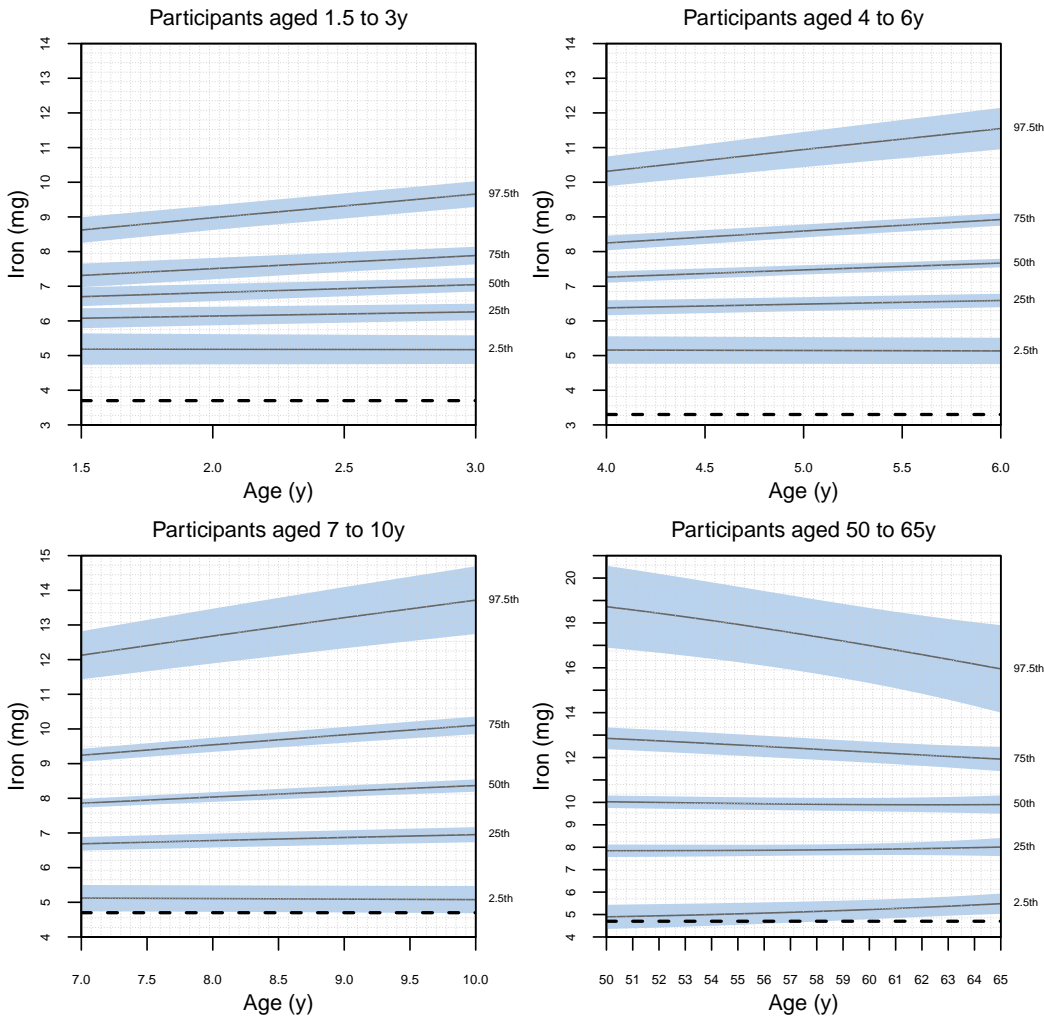 Participants aged 1.5 to 3y
Iron (mg)
14
13
12
11
10
9
8
7
6
5
4
3
97.5th
75th
50th
25th
2.5th
1.5 2.0 2.5 3.0
Age (y)
Participants aged 4 to 6y
Iron (mg)
14
13
12
11
10
9
8
7
6
5
4
3
97.5th
75th
50th
25th
2.5th
4.0 4.5 5.0 5.5 6.0
Age (y)
Participants aged 7 to 10y
Iron (mg)
15
14
13
12
11
10
9
8
7
6
5
4
97.5th
75th
50th
25th
2.5th
7.0 7.5 8.0 8.5 9.0 9.5 10.0
Age (y)
Participants aged 50 to 65y
Iron (mg)
20
18
16
14
12
10
9
8
7
6
5
4
97.5th
75th
50th
25th
2.5th
50 51 52 53 54 55 56 57 58 59 60 61 62 63 64 65
Age (y)